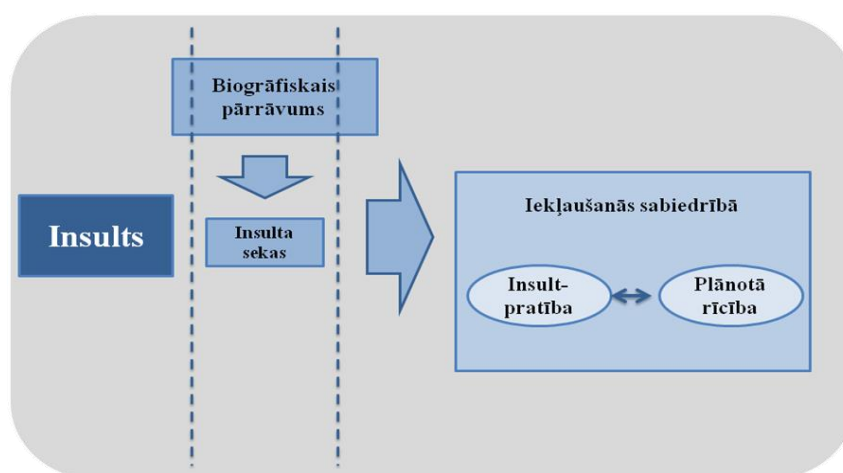 Biogrāfiskais
pārrāvums
Insults
Insulta
sekas
Iekļaušanās sabiedrībā
Insult-
pratība
Plānotā
rīcība